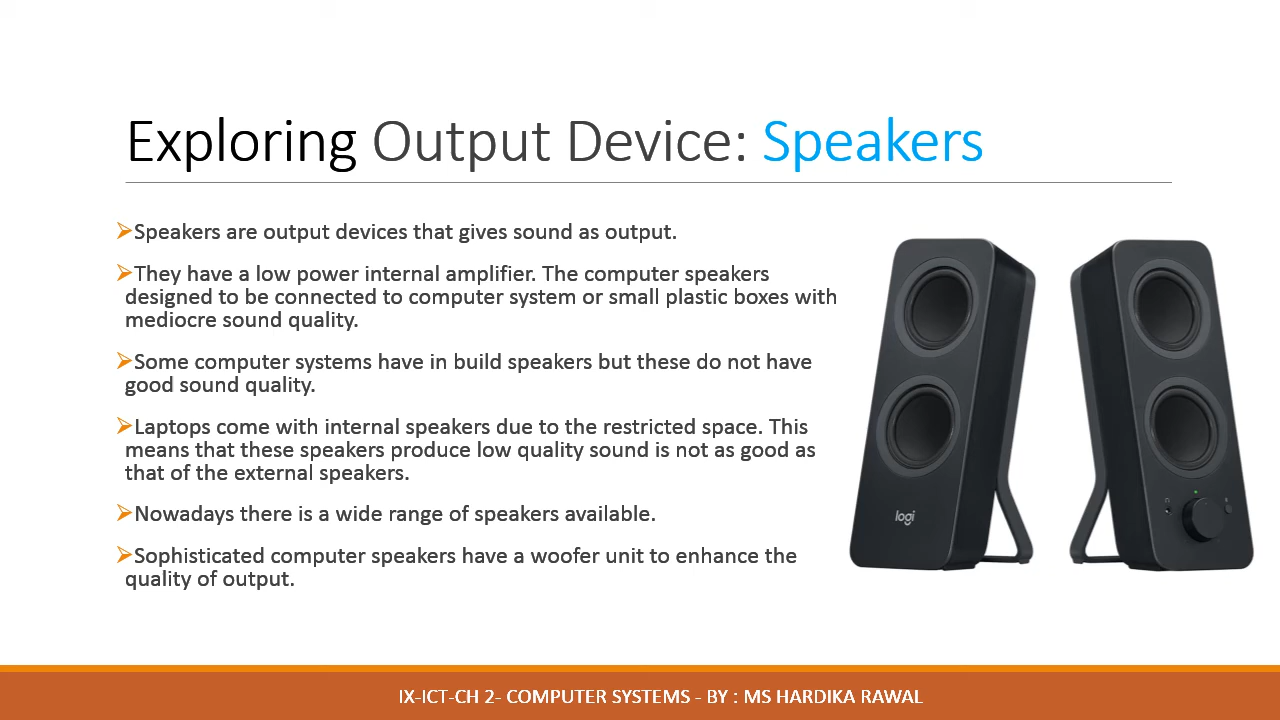 Exploring Output Device: Speakers
➢Speakers are output devices that gives sound as output.
➢They have a low power internal amplifier. The computer speakers
designed to be connected to computer system or small plastic boxes with
mediocre sound quality.
➢Some computer systems have in build speakers but these do not have
good sound quality.
➢Laptops come with internal speakers due to the restricted space. This
means that these speakers produce low quality sound is not as good as
that of the external speakers.
➢Nowadays there is a wide range of speakers available.
➢Sophisticated computer speakers have a woofer unit to enhance the
quality of output.
logi
IX-ICT-CH 2- COMPUTER SYSTEMS - BY : MS HARDIKA RAWAL